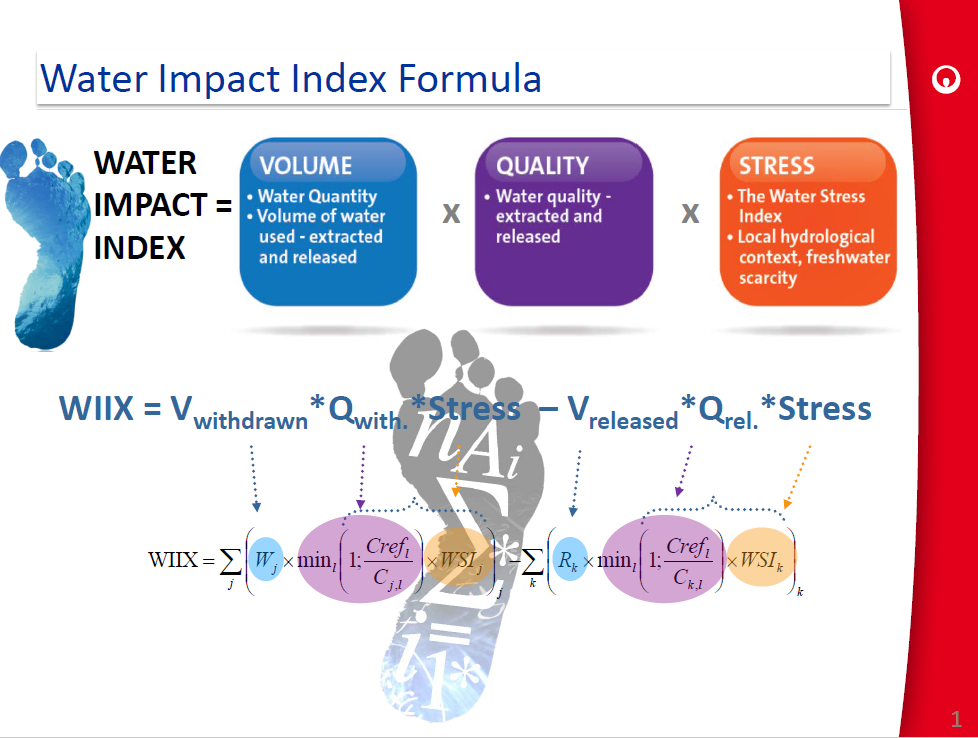 Water Impact Index Formula
WATER
IMPACT =
INDEX
VOLUME
• Water Quantity
• Volume of water
used - extracted
and released
x
QUALITY
• Water quality -
extracted and
released
x
STRESS
• The Water Stress
Index
• Local hydrological
context, freshwater
scarcity
WIIX = Vwithdrawn*Qwith.*Stress – Vreleased*Qrel.*Stress
nAi
Σ
*
Σ
=
i1*
WIIX = ∑j (Wj × minl (1; Crefl / Cj,l) × WSIj)j − ∑k (Rk × minl (1; Crefl / Ck,l) × WSIk)k
1